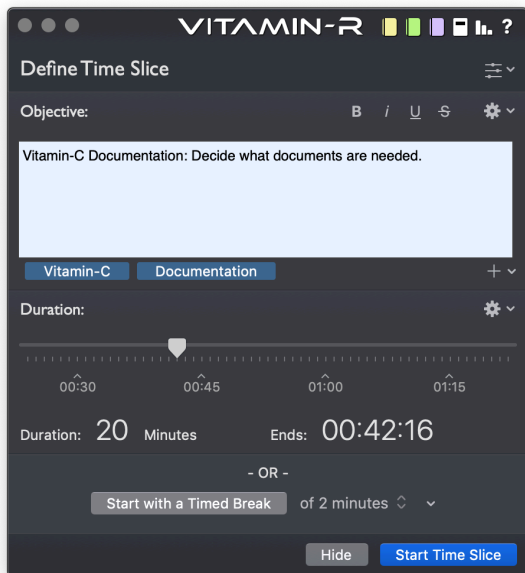 VITAMIN-R ?
Define Time Slice
Objective: B i U S
Vitamin-C Documentation: Decide what documents are needed.
Vitamin-C Documentation
Duration:
00:30 00:45 01:00 01:15
Duration: 20 Minutes Ends: 00:42:16
- OR -
Start with a Timed Break of 2 minutes
Hide Start Time Slice